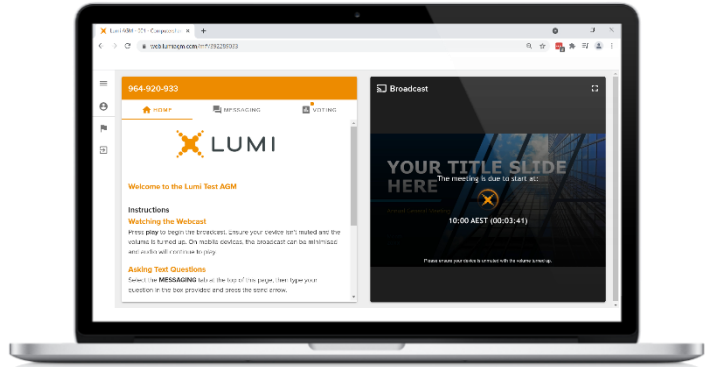 964-920-933
HOME
MESSAGING
VOTING
LUMI
Welcome to the Lumi Test AGM
Instructions
Watching the Webcast
Press play to begin the broadcast. Ensure your device isn't muted and the
volume is turned up. On mobile devices, the broadcast can be minimised
and audio will continue to play.
Asking Text Questions
Select the MESSAGING tab at the top of this page, then type your
question in the box provided and press the send arrow.
Broadcast
YOUR TITLE SLIDE
HERE
The meeting is due to start at:
10:00 AEST (00:03:41)
Please ensure your device is unmuted with the volume turned up.